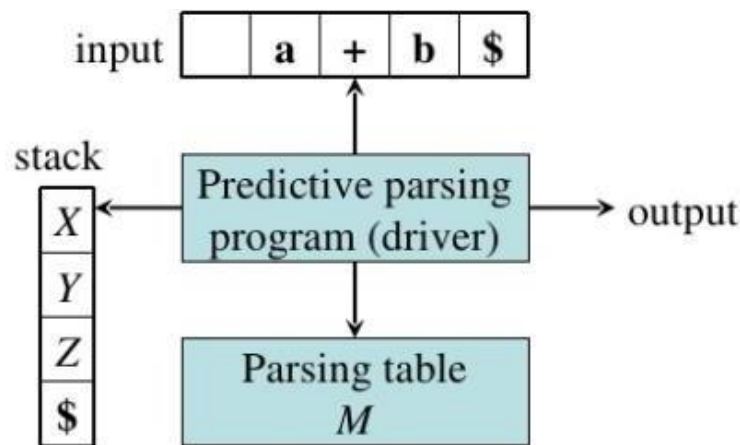 input a + b $
stack
Predictive parsing
program (driver)
output
X
Y
Z
$
Parsing table
M